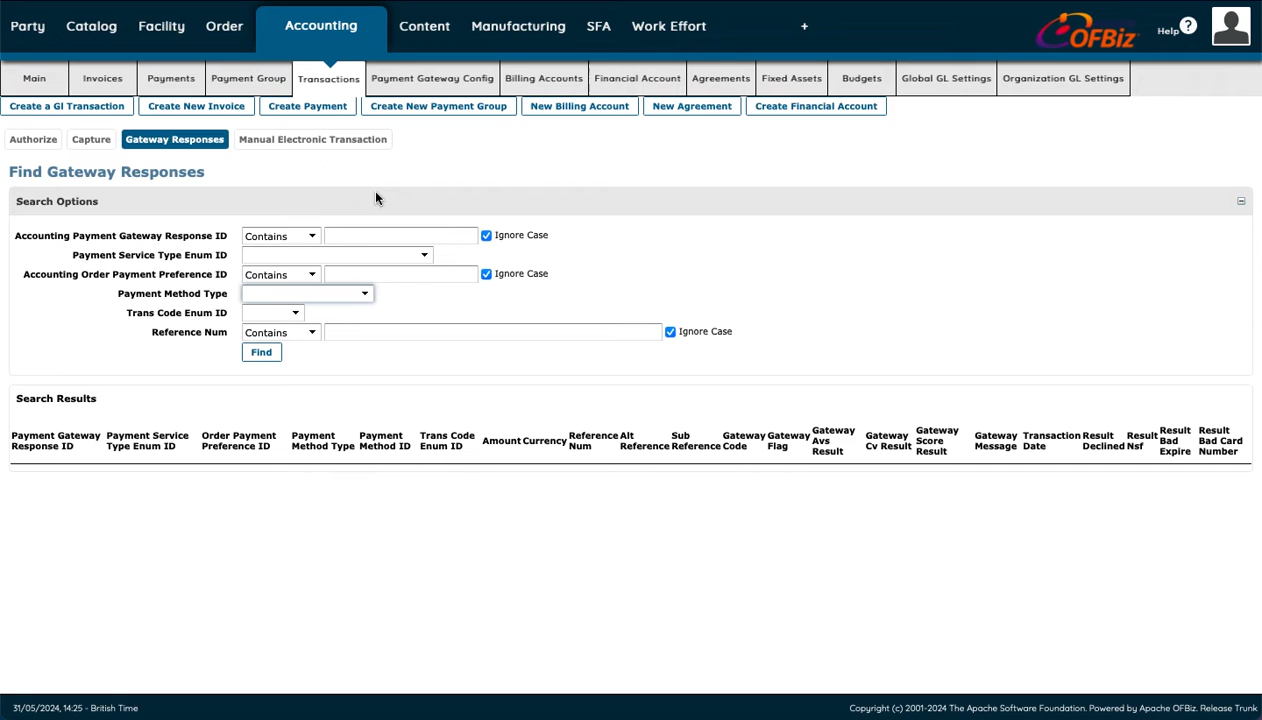 Party Catalog Facility Order Accounting Content Manufacturing SFA Work Effort + OFBiz Help ?
Main Invoices Payments Payment Group Transactions Payment Gateway Config Billing Accounts Financial Account Agreements Fixed Assets Budgets Global GL Settings Organization GL Settings
Create a Gl Transaction Create New Invoice Create Payment Create New Payment Group New Billing Account New Agreement Create Financial Account
Authorize Capture Gateway Responses Manual Electronic Transaction
Find Gateway Responses
Search Options
Accounting Payment Gateway Response ID Contains Ignore Case
Payment Service Type Enum ID
Accounting Order Payment Preference ID Contains Ignore Case
Payment Method Type
Trans Code Enum ID
Reference Num Contains Ignore Case
Find
Search Results
Payment Gateway Response ID Payment Service Type Enum ID Order Payment Preference ID Payment Method Type Payment Method ID Trans Code Enum ID Amount Currency Reference Num Alt Reference Sub Reference Gateway Code Gateway Flag Gateway Avs Result Gateway Cv Result Gateway Score Result Gateway Message Transaction Date Result Declined Result Nsf Result Bad Expire Result Bad Card Number
31/05/2024, 14:25 - British Time Copyright (c) 2001-2024 The Apache Software Foundation. Powered by Apache OFBiz. Release Trunk